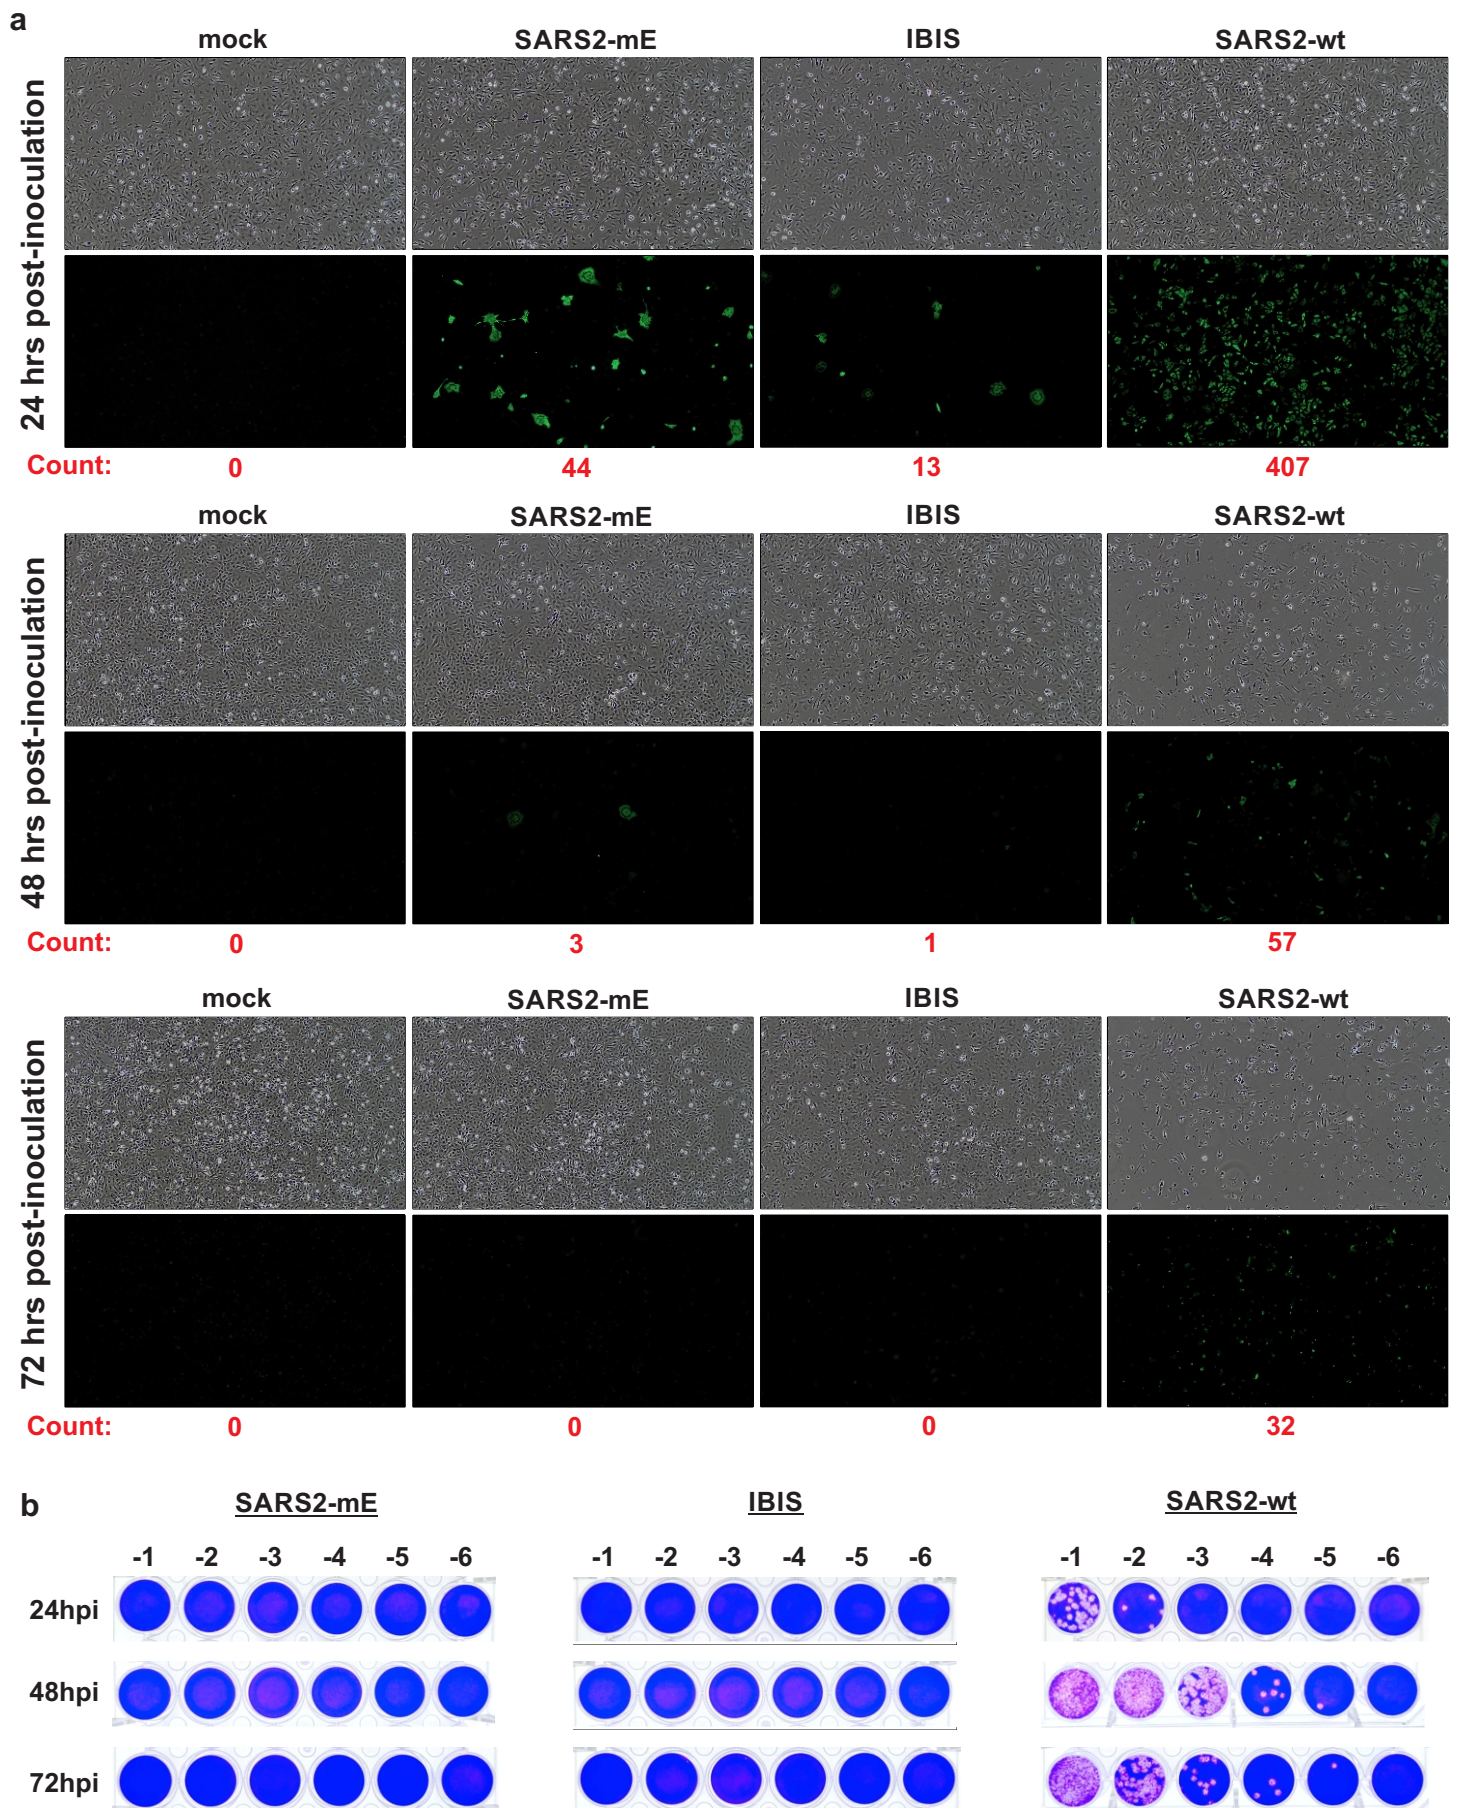 a
mock SARS2-mE IBIS SARS2-wt
24 hrs post-inoculation
Count: 0 44 13 407
mock SARS2-mE IBIS SARS2-wt
48 hrs post-inoculation
Count: 0 3 1 57
mock SARS2-mE IBIS SARS2-wt
72 hrs post-inoculation
Count: 0 0 0 32
b
SARS2-mE IBIS SARS2-wt
-1 -2 -3 -4 -5 -6 -1 -2 -3 -4 -5 -6 -1 -2 -3 -4 -5 -6
24hpi
48hpi
72hpi